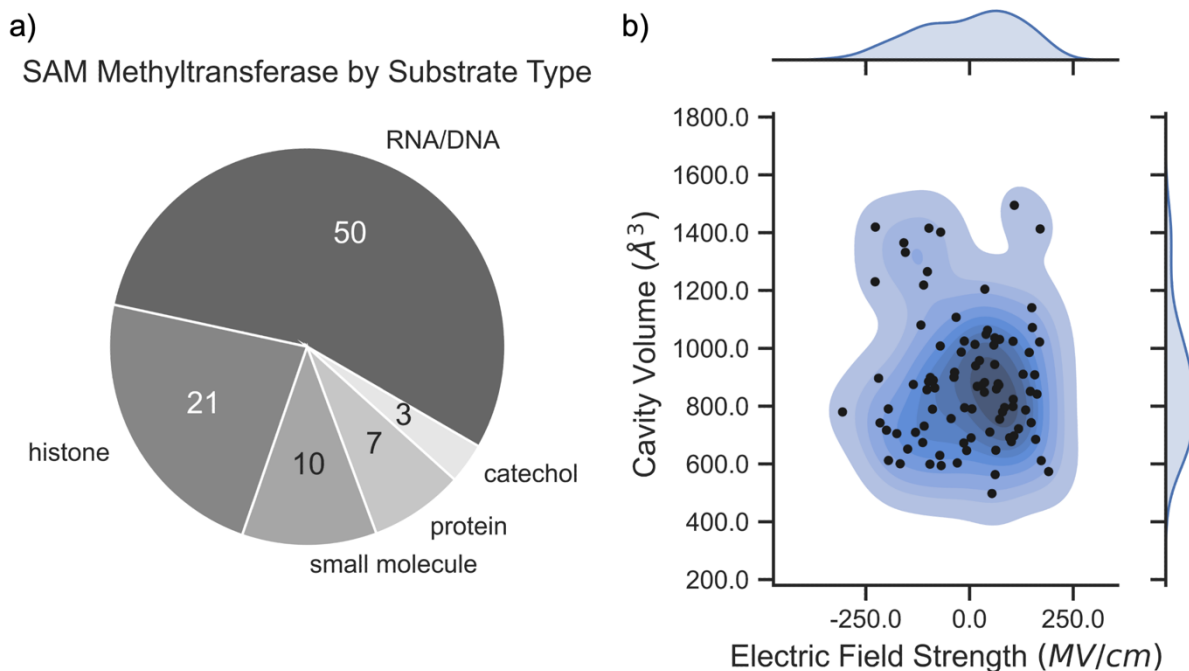 a)
SAM Methyltransferase by Substrate Type
RNA/DNA
50
21
histone
10
small molecule
7
protein
3
catechol
b)
1800.0
1600.0
1400.0
1200.0
1000.0
800.0
600.0
400.0
200.0
Cavity Volume (Å³)
-250.0 0.0 250.0
Electric Field Strength (MV/cm)